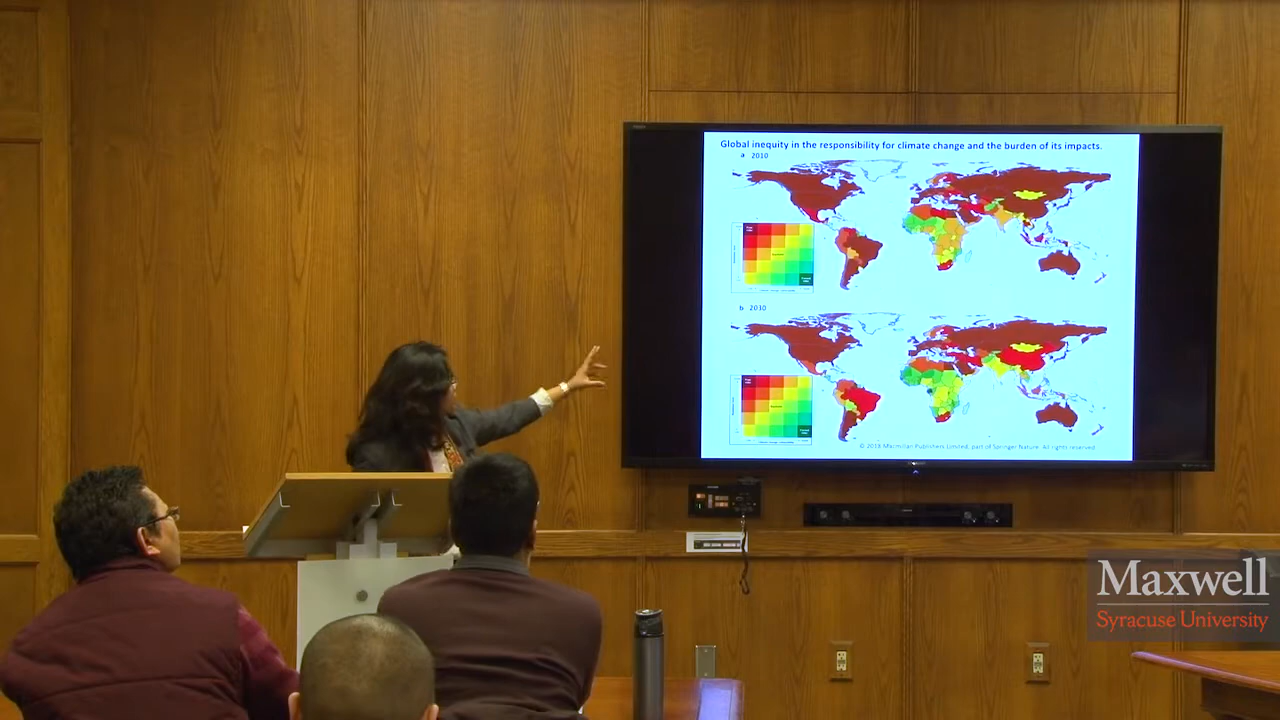 Global inequity in the responsibility for climate change and the burden of its impacts.
a 2010
b 2030
© 2018 Macmillan Publishers Limited, part of Springer Nature. All rights reserved.
Maxwell
Syracuse University